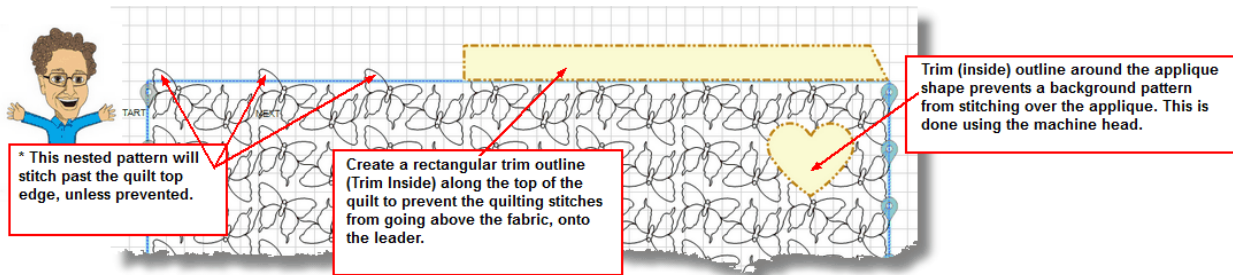 TART
NEXT
* This nested pattern will
stitch past the quilt top
edge, unless prevented.
Create a rectangular trim outline
(Trim Inside) along the top of the
quilt to prevent the quilting stitches
from going above the fabric, onto
the leader.
Trim (inside) outline around the applique
shape prevents a background pattern
from stitching over the applique. This is
done using the machine head.